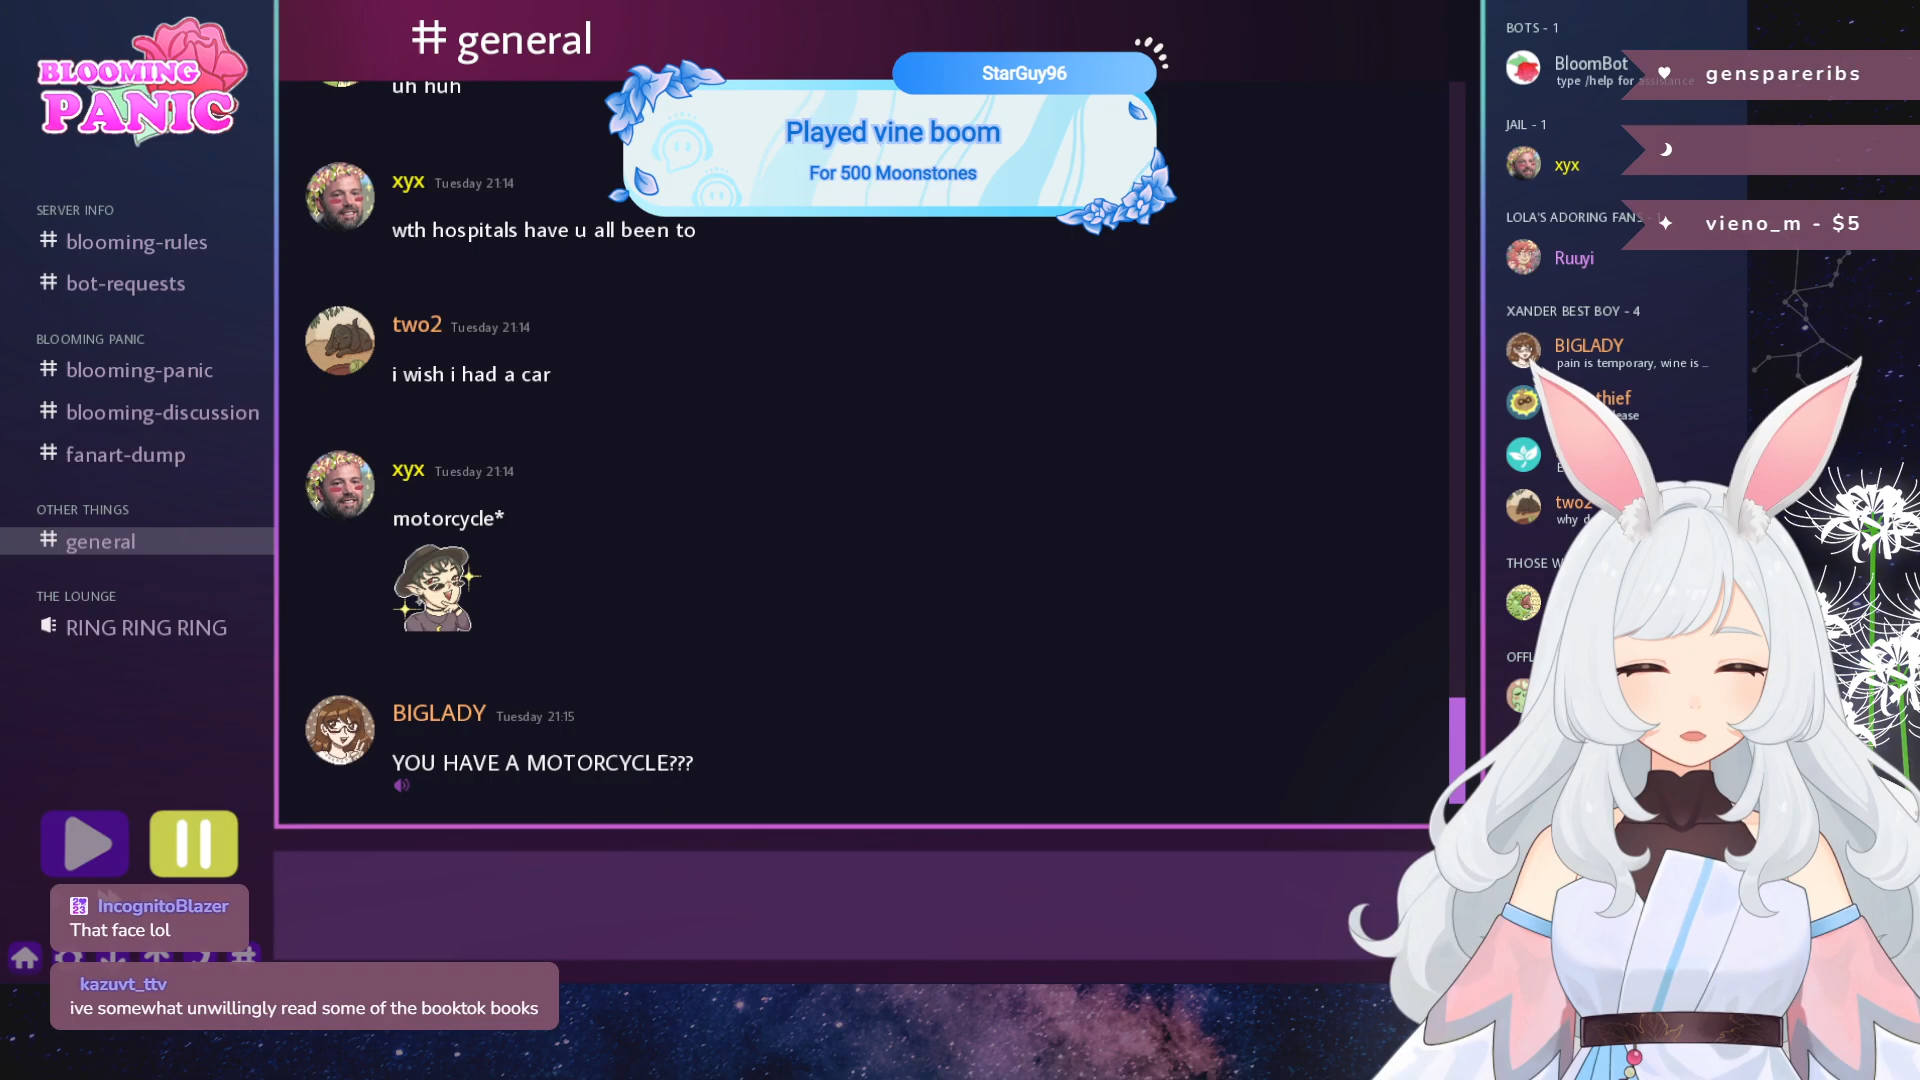 BLOOMING
PANIC
SERVER INFO
# blooming-rules
# bot-requests
BLOOMING PANIC
# blooming-panic
# blooming-discussion
# fanart-dump
OTHER THINGS
# general
THE LOUNGE
RING RING RING
IncognitoBlazer
That face lol
kazuvt_ttv
ive somewhat unwillingly read some of the booktok books
# general
StarGuy96
Played vine boom
For 500 Moonstones
uh huh
xyx Tuesday 21:14
wth hospitals have u all been to
two2 Tuesday 21:14
i wish i had a car
xyx Tuesday 21:14
motorcycle*
BIGLADY Tuesday 21:15
YOU HAVE A MOTORCYCLE???
BOTS - 1
BloomBot
type /help for assistance
JAIL - 1
xyx
LOLA'S ADORING FANS - 1
Ruuyi
XANDER BEST BOY - 4
BIGLADY
pain is temporary, wine is ...
thief
two2
why
THOSE
genspareribs
vieno_m - $5